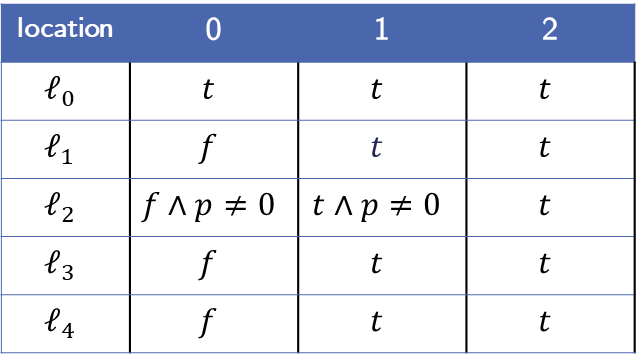 location 0 1 2
ℓ₀ t t t
ℓ₁ f t t
ℓ₂ f ∧ p ≠ 0 t ∧ p ≠ 0 t
ℓ₃ f t t
ℓ₄ f t t